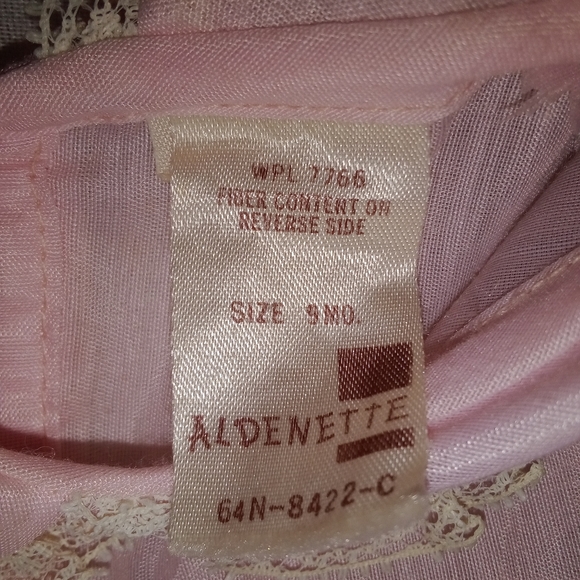 WPL 7766
FIBER CONTENT ON
REVERSE SIDE
SIZE 9 MO.
ALDENETTE
64N-8422-C